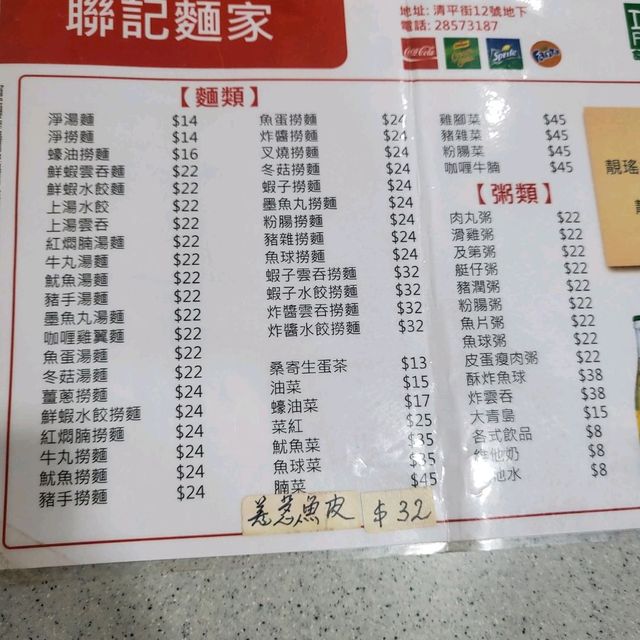 聯記麵家
地址: 清平街12號地下
電話: 28573187
Coca-Cola
Sprite
Fanta
【麵類】
淨湯麵 $14
淨撈麵 $14
蠔油撈麵 $16
鮮蝦雲吞麵 $22
鮮蝦水餃麵 $22
上湯水餃 $22
上湯雲吞 $22
紅燜腩湯麵 $22
牛丸湯麵 $22
魷魚湯麵 $22
豬手湯麵 $22
墨魚丸湯麵 $22
咖喱雞翼麵 $22
魚蛋湯麵 $22
冬菇湯麵 $22
薑蔥撈麵 $24
鮮蝦水餃撈麵 $24
紅燜腩撈麵 $24
牛丸撈麵 $24
魷魚撈麵 $24
豬手撈麵 $24
魚蛋撈麵 $24
炸醬撈麵 $24
叉燒撈麵 $24
冬菇撈麵 $24
蝦子撈麵 $24
墨魚丸撈麵 $24
粉腸撈麵 $24
豬雜撈麵 $24
魚球撈麵 $24
蝦子雲吞撈麵 $32
蝦子水餃撈麵 $32
炸醬雲吞撈麵 $32
炸醬水餃撈麵 $32
桑寄生蛋茶 $13
油菜 $15
蠔油菜 $17
菜紅 $25
魷魚菜 $35
魚球菜 $35
腩菜 $45
雞腳菜 $45
豬雜菜 $45
粉腸菜 $45
咖喱牛腩 $45
【粥類】
肉丸粥 $22
滑雞粥 $22
及第粥 $22
艇仔粥 $22
豬潤粥 $22
粉腸粥 $22
魚片粥 $22
魚球粥 $22
皮蛋瘦肉粥 $22
酥炸魚球 $38
炸雲吞 $38
大青島 $15
各式飲品 $8
維他奶 $8
水 $8
魚皮 $32
靚瑤